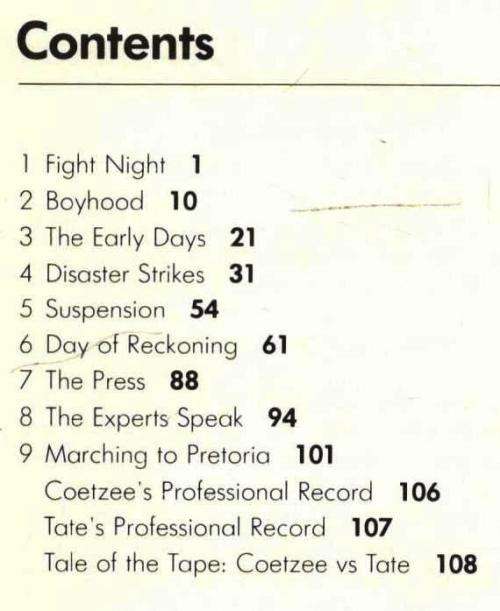 Contents
1 Fight Night 1
2 Boyhood 10
3 The Early Days 21
4 Disaster Strikes 31
5 Suspension 54
6 Day of Reckoning 61
7 The Press 88
8 The Experts Speak 94
9 Marching to Pretoria 101
Coetzee's Professional Record 106
Tate's Professional Record 107
Tale of the Tape: Coetzee vs Tate 108